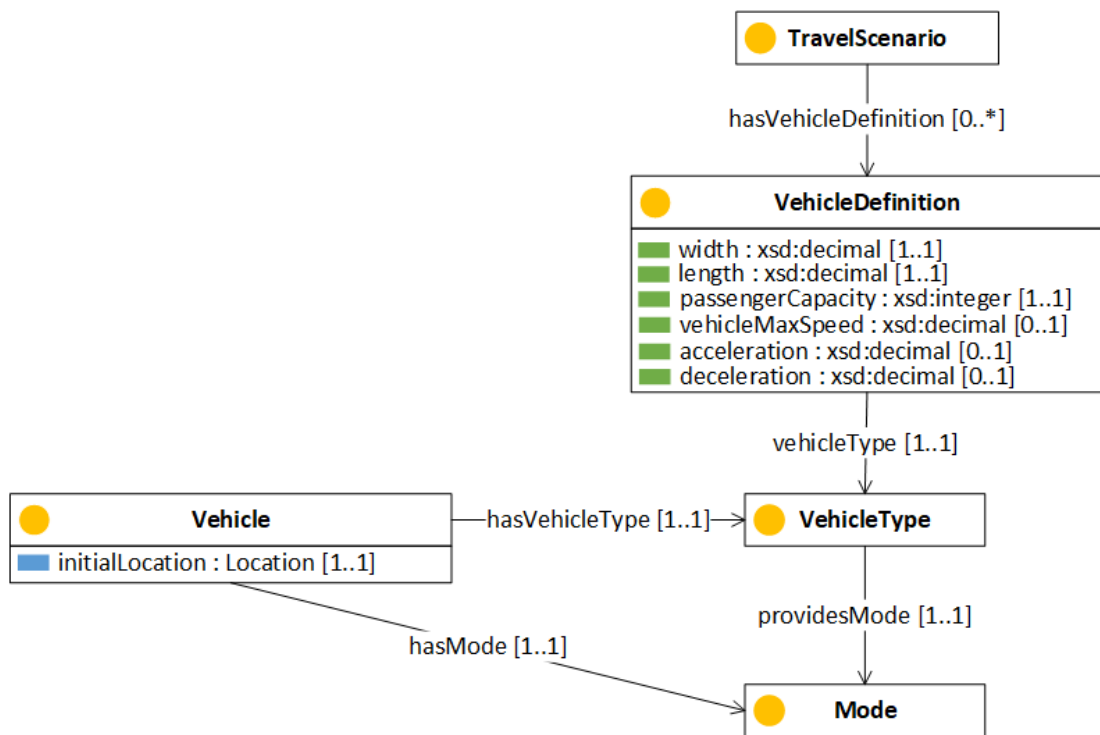 TravelScenario
hasVehicleDefinition [0..*]
VehicleDefinition
width : xsd:decimal [1..1]
length : xsd:decimal [1..1]
passengerCapacity : xsd:integer [1..1]
vehicleMaxSpeed : xsd:decimal [0..1]
acceleration : xsd:decimal [0..1]
deceleration : xsd:decimal [0..1]
vehicleType [1..1]
Vehicle
hasVehicleType [1..1]
VehicleType
initialLocation : Location [1..1]
providesMode [1..1]
hasMode [1..1]
Mode